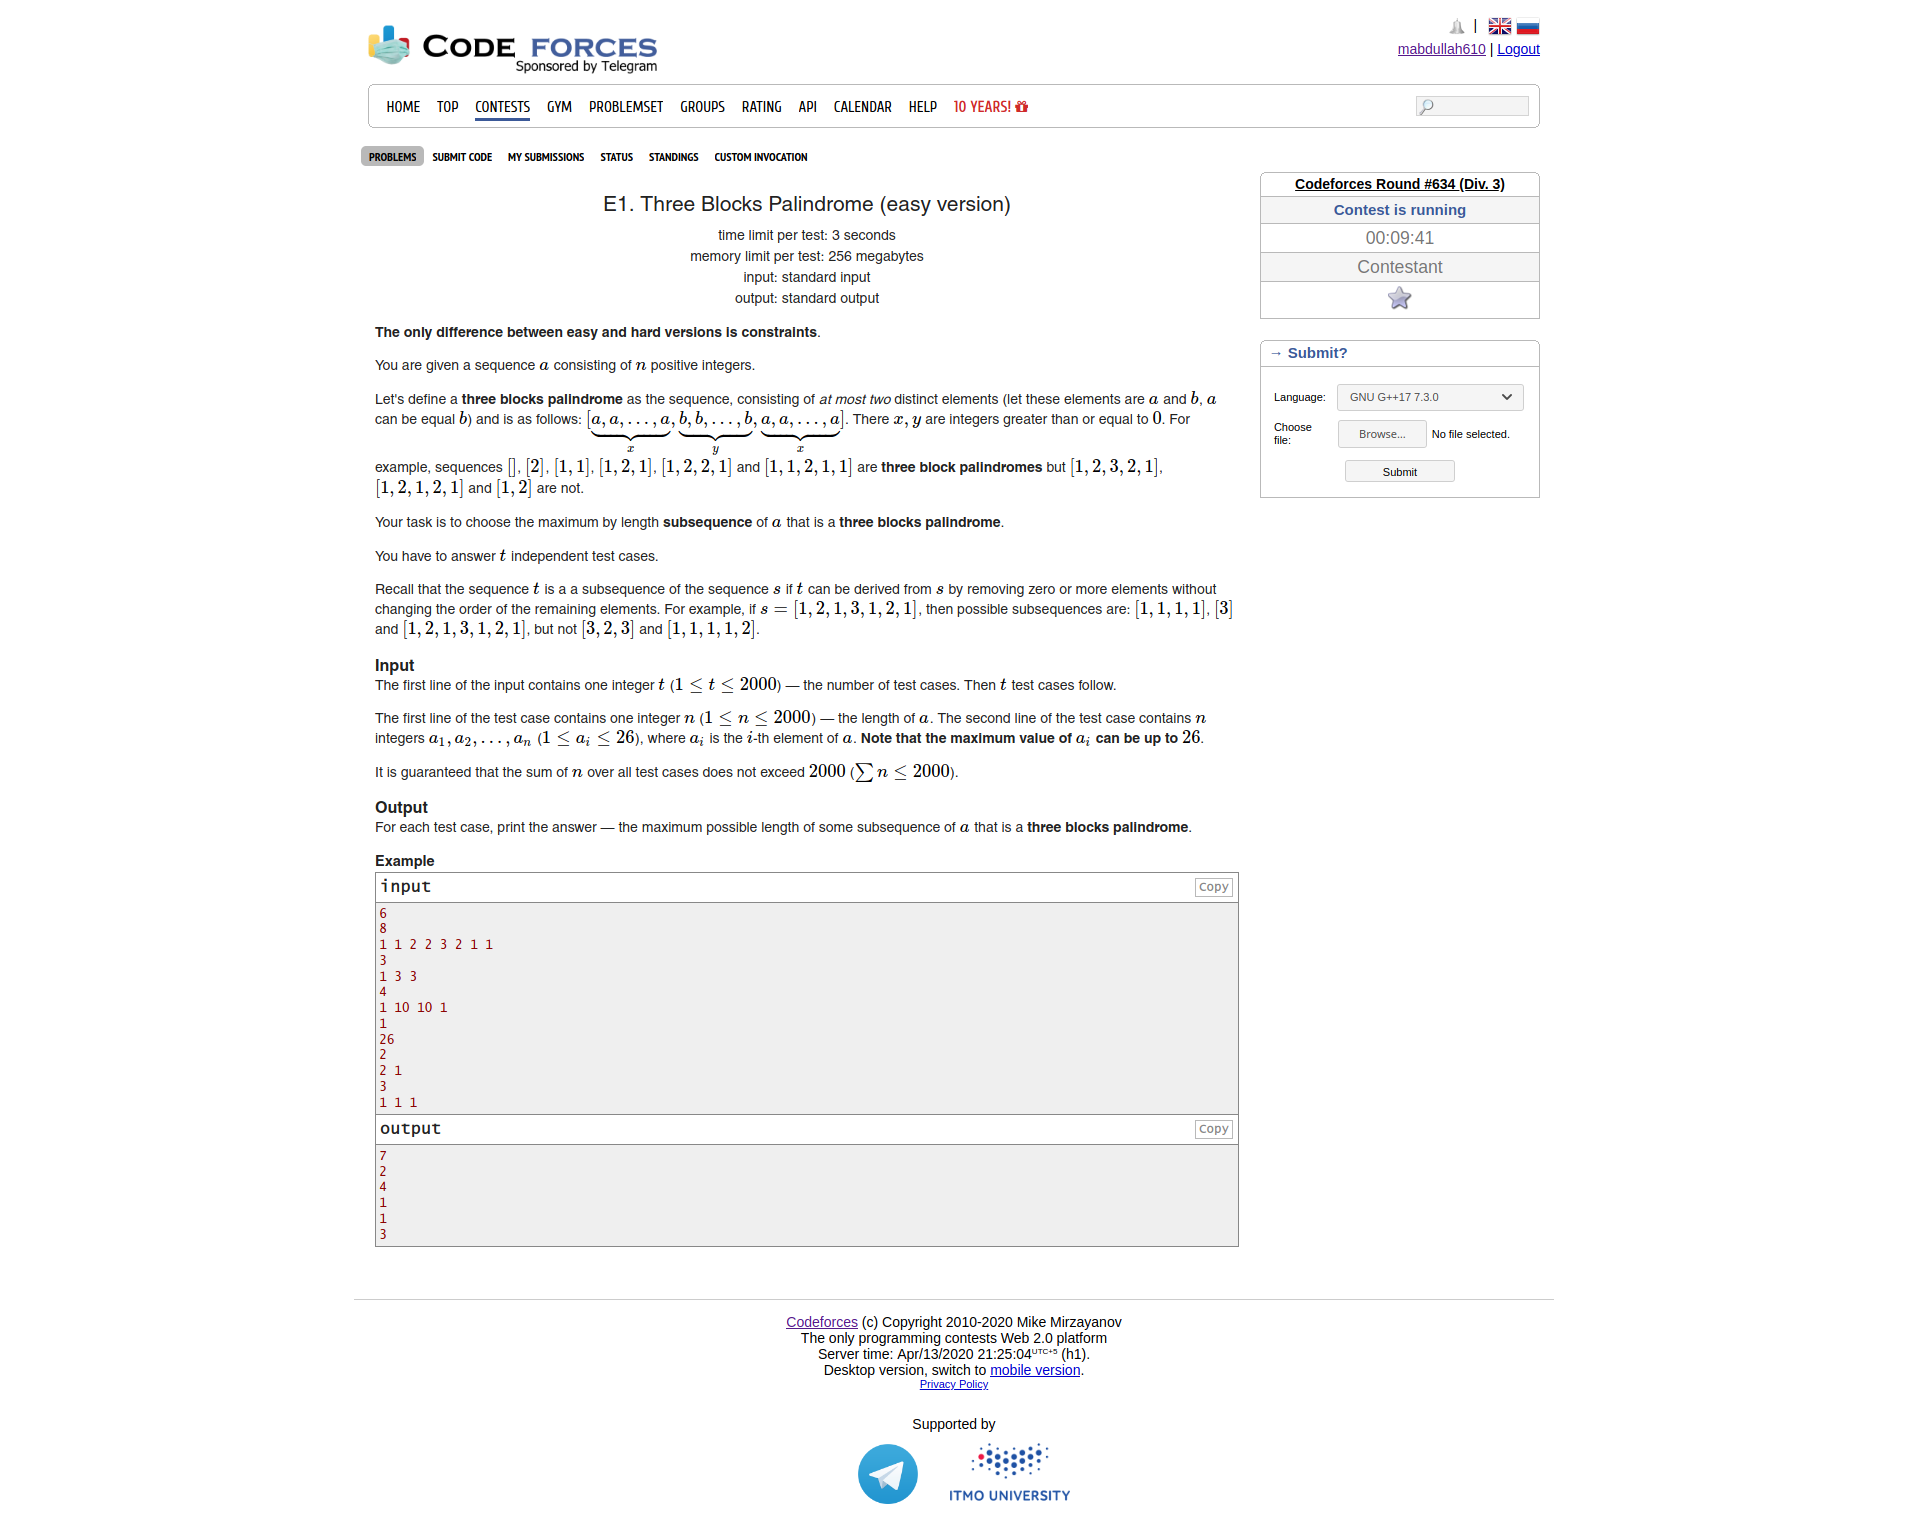 CODE FORCES
Sponsored by Telegram
|
mabdullah610 | Logout
HOME TOP CONTESTS GYM PROBLEMSET GROUPS RATING API CALENDAR HELP 10 YEARS!
PROBLEMS SUBMIT CODE MY SUBMISSIONS STATUS STANDINGS CUSTOM INVOCATION
E1. Three Blocks Palindrome (easy version)
time limit per test: 3 seconds
memory limit per test: 256 megabytes
input: standard input
output: standard output
The only difference between easy and hard versions is constraints.
You are given a sequence a consisting of n positive integers.
Let's define a three blocks palindrome as the sequence, consisting of at most two distinct elements (let these elements are a and b, a
can be equal b) and is as follows: [a, a, …, a, b, b, …, b, a, a, …, a]. There x, y are integers greater than or equal to 0. For
x y x
example, sequences [], [2], [1, 1], [1, 2, 1], [1, 2, 2, 1] and [1, 1, 2, 1, 1] are three block palindromes but [1, 2, 3, 2, 1],
[1, 2, 1, 2, 1] and [1, 2] are not.
Your task is to choose the maximum by length subsequence of a that is a three blocks palindrome.
You have to answer t independent test cases.
Recall that the sequence t is a a subsequence of the sequence s if t can be derived from s by removing zero or more elements without
changing the order of the remaining elements. For example, if s = [1, 2, 1, 3, 1, 2, 1], then possible subsequences are: [1, 1, 1, 1], [3]
and [1, 2, 1, 3, 1, 2, 1], but not [3, 2, 3] and [1, 1, 1, 1, 2].
Input
The first line of the input contains one integer t (1 ≤ t ≤ 2000) — the number of test cases. Then t test cases follow.
The first line of the test case contains one integer n (1 ≤ n ≤ 2000) — the length of a. The second line of the test case contains n
integers a₁, a₂, …, aₙ (1 ≤ aᵢ ≤ 26), where aᵢ is the i-th element of a. Note that the maximum value of aᵢ can be up to 26.
It is guaranteed that the sum of n over all test cases does not exceed 2000 (∑ n ≤ 2000).
Output
For each test case, print the answer — the maximum possible length of some subsequence of a that is a three blocks palindrome.
Example
input Copy
6
8
1 1 2 2 3 2 1 1
3
1 3 3
4
1 10 10 1
1
26
2
2 1
3
1 1 1
output Copy
7
2
4
1
1
3
Codeforces Round #634 (Div. 3)
Contest is running
00:09:41
Contestant
→ Submit?
Language: GNU G++17 7.3.0
Choose file: Browse... No file selected.
Submit
Codeforces (c) Copyright 2010-2020 Mike Mirzayanov
The only programming contests Web 2.0 platform
Server time: Apr/13/2020 21:25:04 UTC+5 (h1).
Desktop version, switch to mobile version.
Privacy Policy
Supported by
ITMO UNIVERSITY